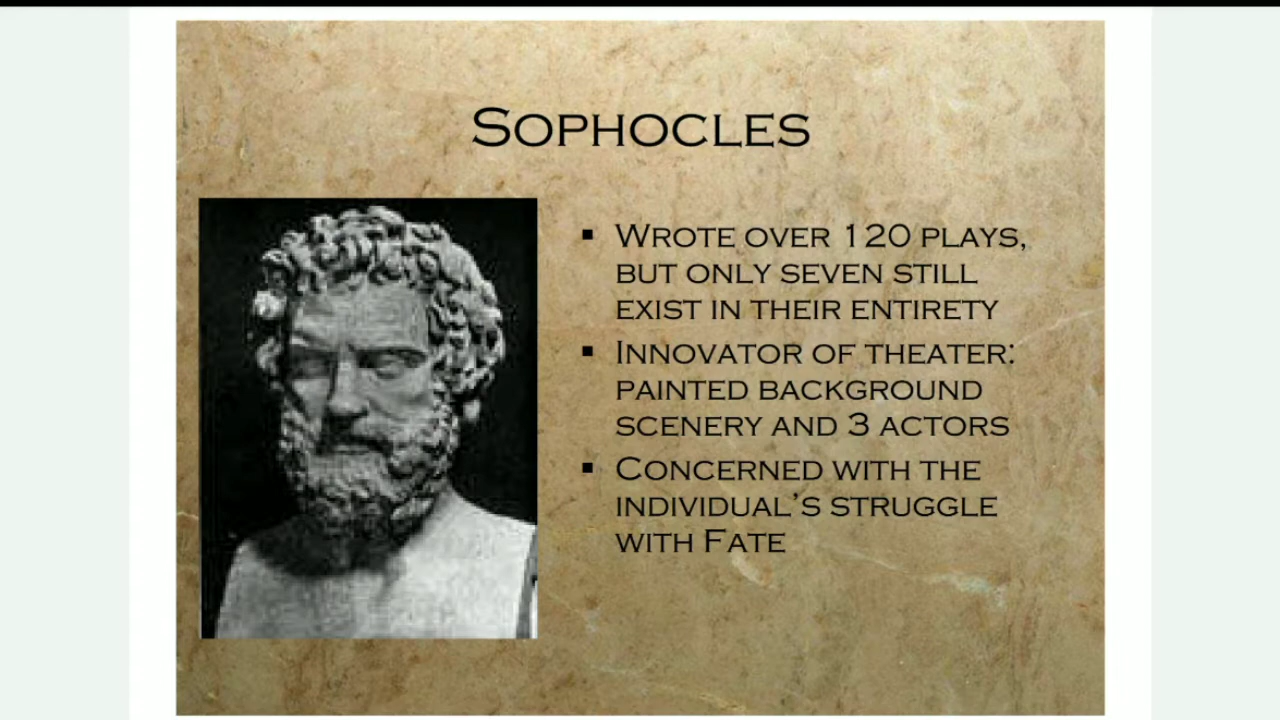 Sophocles
▪ Wrote over 120 plays,
but only seven still
exist in their entirety
▪ Innovator of theater:
painted background
scenery and 3 actors
▪ Concerned with the
individual’s struggle
with Fate